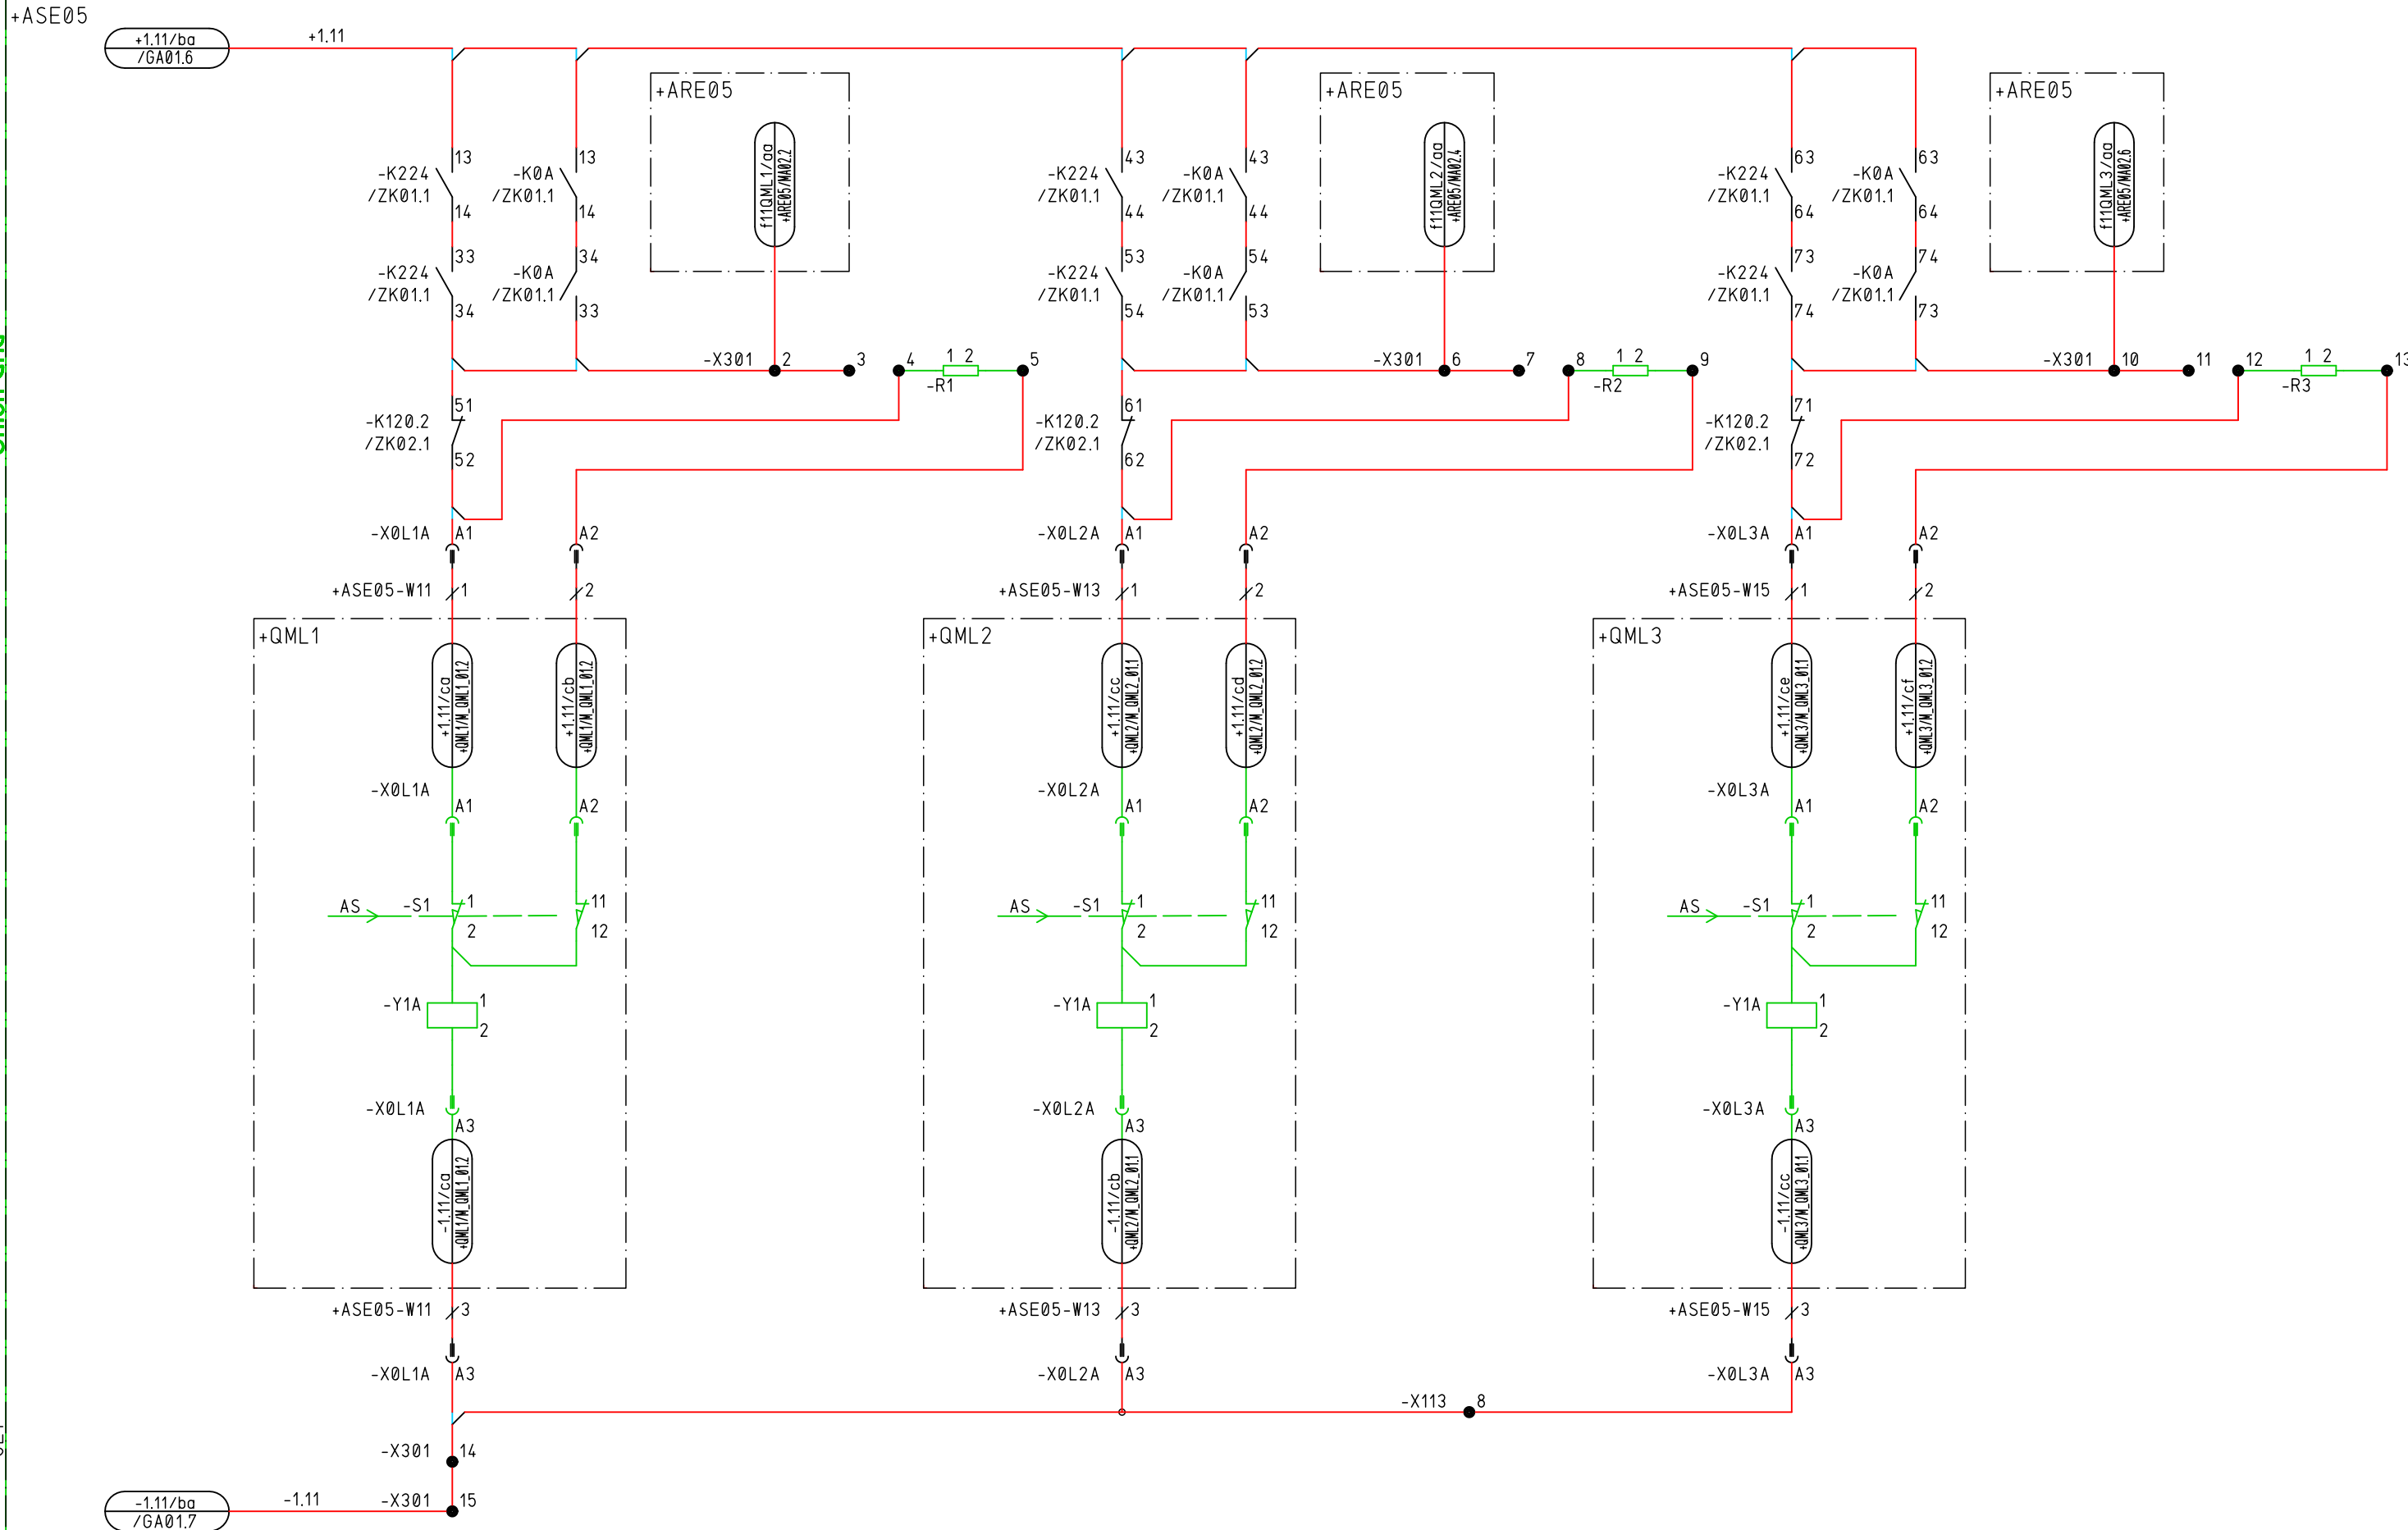 +ASE05
+1.11/ba
/GA01.6
+1.11
+ARE05
+ARE05
+ARE05
f11QML1/aa
+ARE05/MA02.2
f11QML2/aa
+ARE05/MA02.4
f11QML3/aa
+ARE05/MA02.6
13 13 43 43 63 63
-K224 -K0A -K224 -K0A -K224 -K0A
/ZK01.1 /ZK01.1 /ZK01.1 /ZK01.1 /ZK01.1 /ZK01.1
14 14 44 44 64 64
33 34 53 54 73 74
-K224 -K0A -K224 -K0A -K224 -K0A
/ZK01.1 /ZK01.1 /ZK01.1 /ZK01.1 /ZK01.1 /ZK01.1
34 33 54 53 74 73
-X301 2 3 4 1 2 5 -X301 6 7 8 1 2 9 -X301 10 11 12 1 2 13
-R1 -R2 -R3
51 61 71
-K120.2 -K120.2 -K120.2
/ZK02.1 /ZK02.1 /ZK02.1
52 62 72
-X0L1A A1 A2 -X0L2A A1 A2 -X0L3A A1 A2
+ASE05-W11 1 2 +ASE05-W13 1 2 +ASE05-W15 1 2
+QML1 +QML2 +QML3
+1.11/ca
+QML1/M_QML1_01.2
+1.11/cb
+QML1/M_QML1_01.2
+1.11/cc
+QML2/M_QML2_01.1
+1.11/cd
+QML2/M_QML2_01.2
+1.11/ce
+QML3/M_QML3_01.1
+1.11/cf
+QML3/M_QML3_01.2
-X0L1A -X0L2A -X0L3A
A1 A2 A1 A2 A1 A2
AS -S1 1 11 AS -S1 1 11 AS -S1 1 11
2 12 2 12 2 12
-Y1A 1 -Y1A 1 -Y1A 1
2 2 2
-X0L1A -X0L2A -X0L3A
A3 A3 A3
-1.11/ca
+QML1/M_QML1_01.2
-1.11/cb
+QML2/M_QML2_01.1
-1.11/cc
+QML3/M_QML3_01.1
+ASE05-W11 3 +ASE05-W13 3 +ASE05-W15 3
-X0L1A A3 -X0L2A A3 -X0L3A A3
-X113 8
-X301 14
-1.11/ba
/GA01.7
-1.11 -X301 15